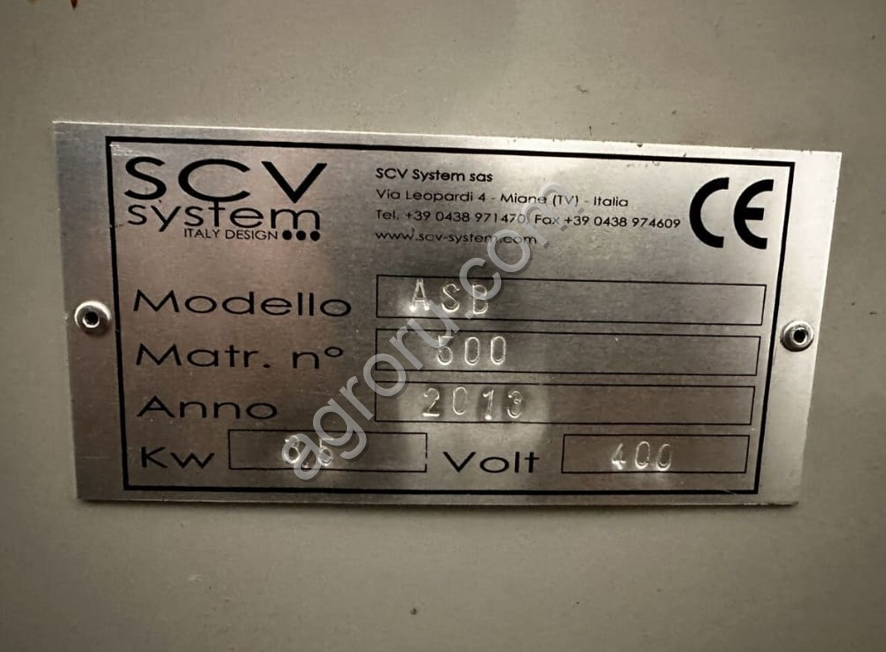 SCV
system
ITALY DESIGN
SCV System sas
Via Leopardi 4 - Miane (TV) - Italia
Tel. +39 0438 971470 Fax +39 0438 974609
www.scv-system.com
CE
Modello ASB
Matr. n° 500
Anno 2013
Kw Volt 400
agroru.com